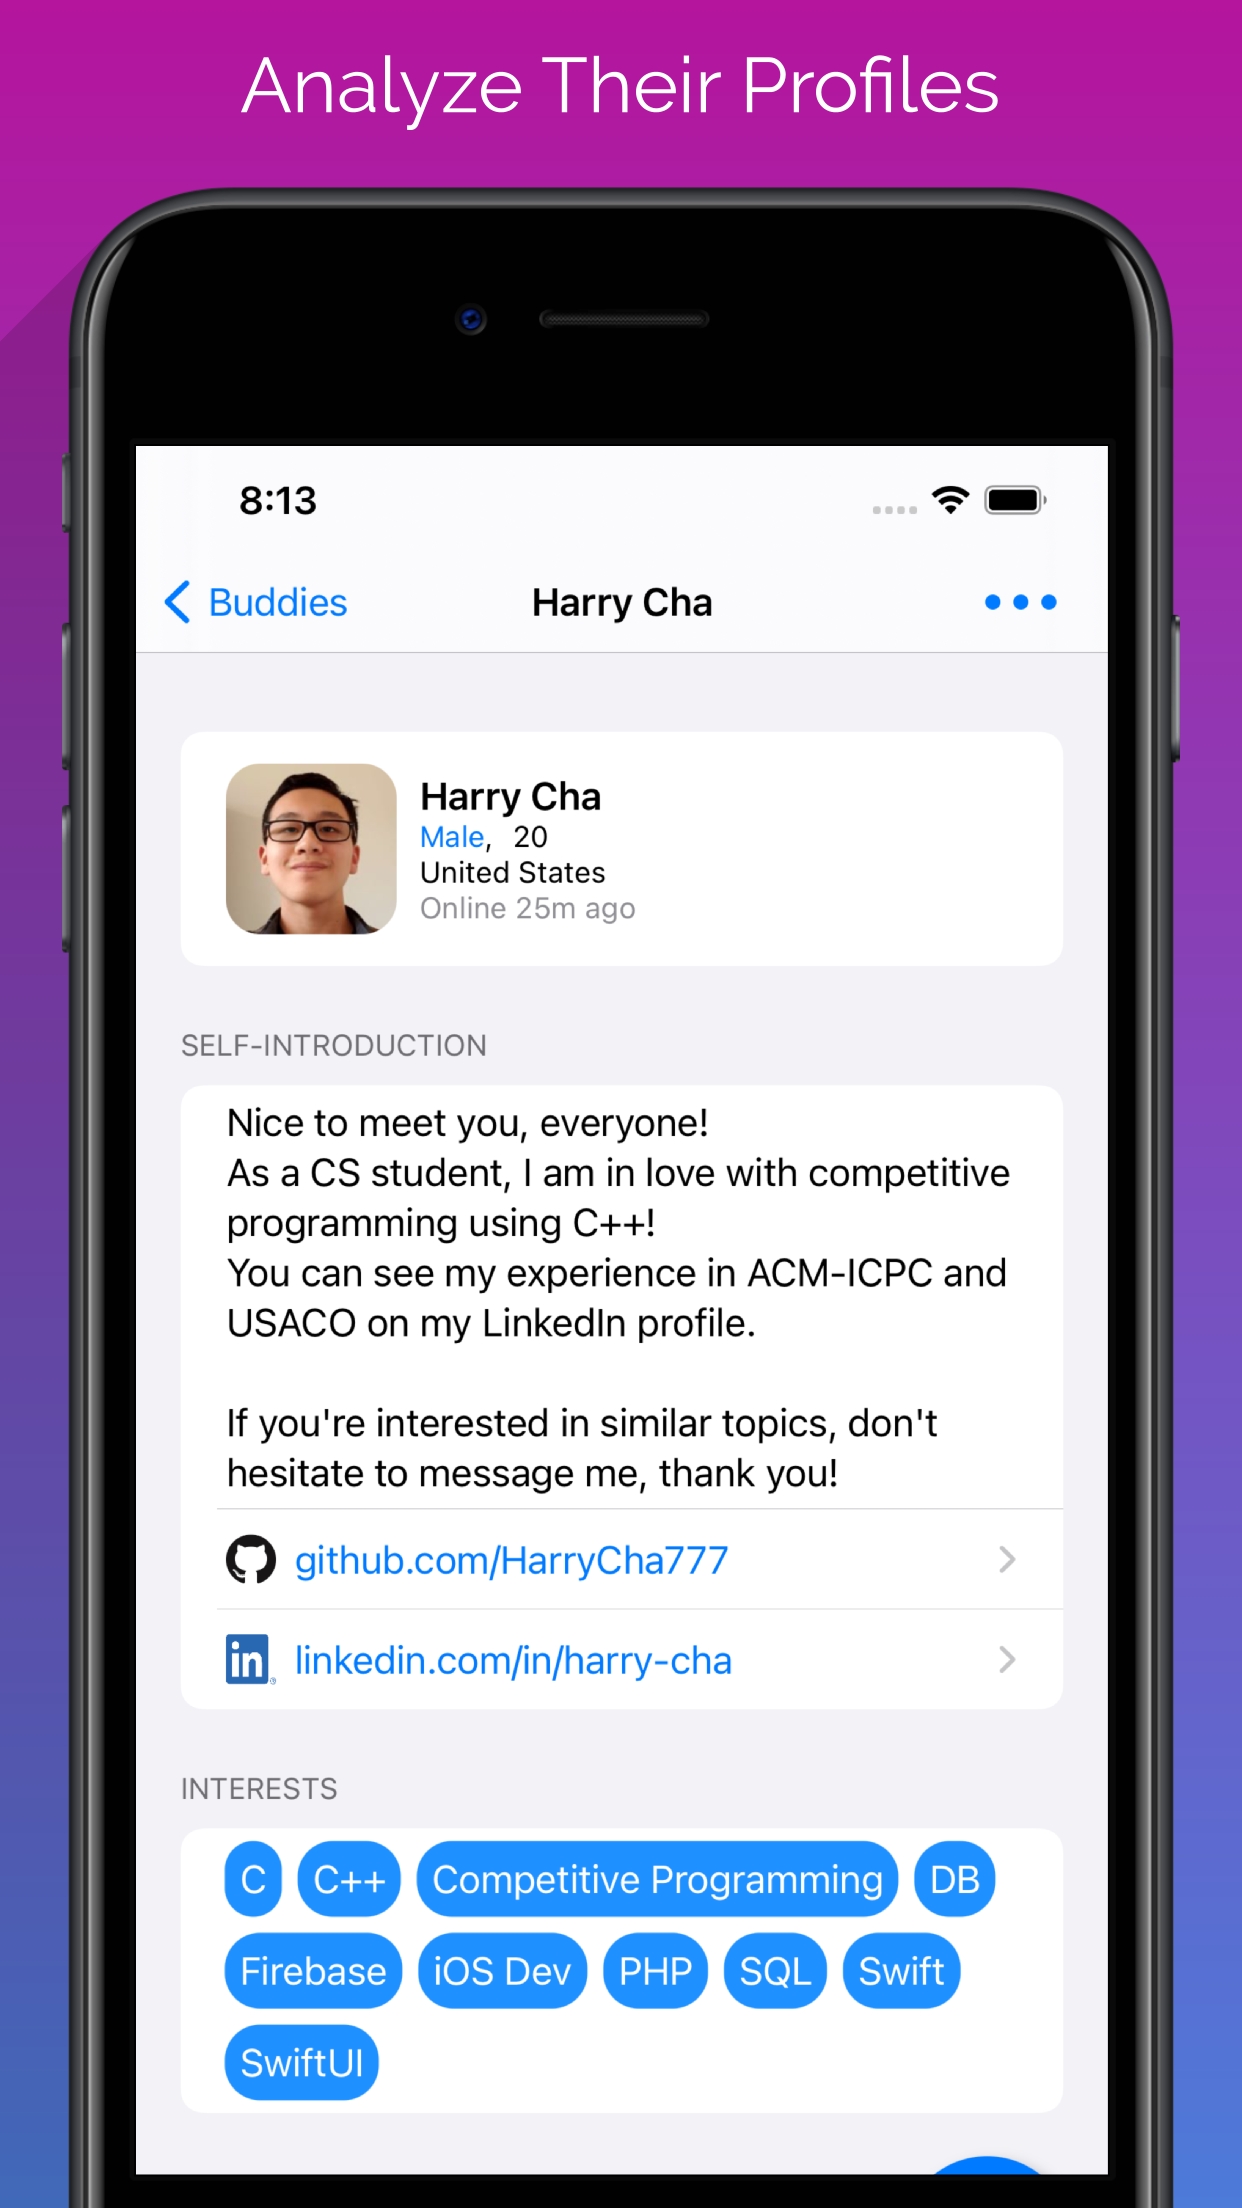 Analyze Their Profiles
8:13
Buddies
Harry Cha
Harry Cha
Male, 20
United States
Online 25m ago
SELF-INTRODUCTION
Nice to meet you, everyone!
As a CS student, I am in love with competitive
programming using C++!
You can see my experience in ACM-ICPC and
USACO on my LinkedIn profile.
If you're interested in similar topics, don't
hesitate to message me, thank you!
github.com/HarryCha777
in
linkedin.com/in/harry-cha
INTERESTS
C C++ Competitive Programming DB
Firebase iOS Dev PHP SQL Swift
SwiftUI